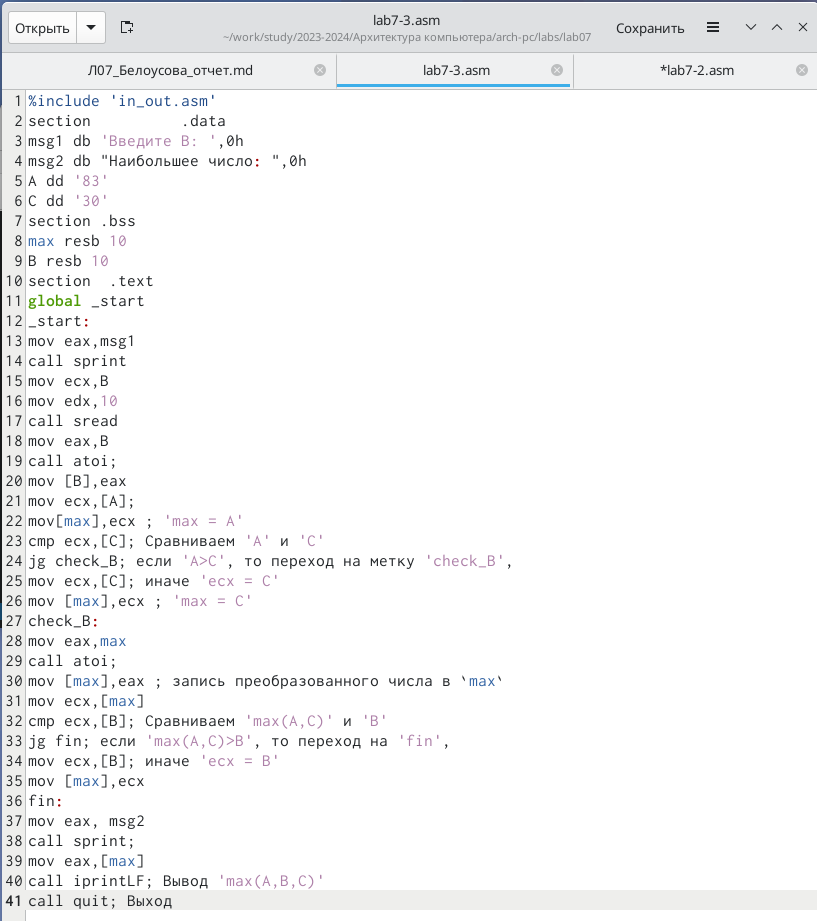 Открыть
lab7-3.asm
~/work/study/2023-2024/Архитектура компьютера/arch-pc/labs/lab07
Сохранить
Л07_Белоусова_отчет.md
lab7-3.asm
*lab7-2.asm
1 %include 'in_out.asm'
2 section          .data
3 msg1 db 'Введите B: ',0h
4 msg2 db "Наибольшее число: ",0h
5 A dd '83'
6 C dd '30'
7 section .bss
8 max resb 10
9 B resb 10
10 section  .text
11 global _start
12 _start:
13 mov eax,msg1
14 call sprint
15 mov ecx,B
16 mov edx,10
17 call sread
18 mov eax,B
19 call atoi;
20 mov [B],eax
21 mov ecx,[A];
22 mov[max],ecx ; 'max = A'
23 cmp ecx,[C]; Сравниваем 'A' и 'C'
24 jg check_B; если 'A>C', то переход на метку 'check_B',
25 mov ecx,[C]; иначе 'ecx = C'
26 mov [max],ecx ; 'max = C'
27 check_B:
28 mov eax,max
29 call atoi;
30 mov [max],eax ; запись преобразованного числа в `max`
31 mov ecx,[max]
32 cmp ecx,[B]; Сравниваем 'max(A,C)' и 'B'
33 jg fin; если 'max(A,C)>B', то переход на 'fin',
34 mov ecx,[B]; иначе 'ecx = B'
35 mov [max],ecx
36 fin:
37 mov eax, msg2
38 call sprint;
39 mov eax,[max]
40 call iprintLF; Вывод 'max(A,B,C)'
41 call quit; Выход